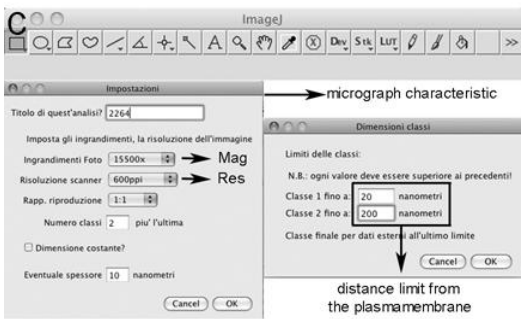 C
ImageJ
A Dev Stk LUT >>
Impostazioni
micrograph characteristic
Titolo di quest'analisi? 2264
Imposta gli ingrandimenti, la risoluzione dell'immagine
Ingrandimenti Foto 15500x Mag
Risoluzione scanner 600ppi Res
Rapp. riproduzione 1:1
Numero classi 2 piu' l'ultima
Dimensione costante?
Eventuale spessore 10 nanometri
Cancel OK
Dimensioni classi
Limiti delle classi:
N.B.: ogni valore deve essere superiore ai precedenti!
Classe 1 fino a: 20 nanometri
Classe 2 fino a: 200 nanometri
Classe finale per dati esterni all'ultimo limite
Cancel OK
distance limit from
the plasmamembrane